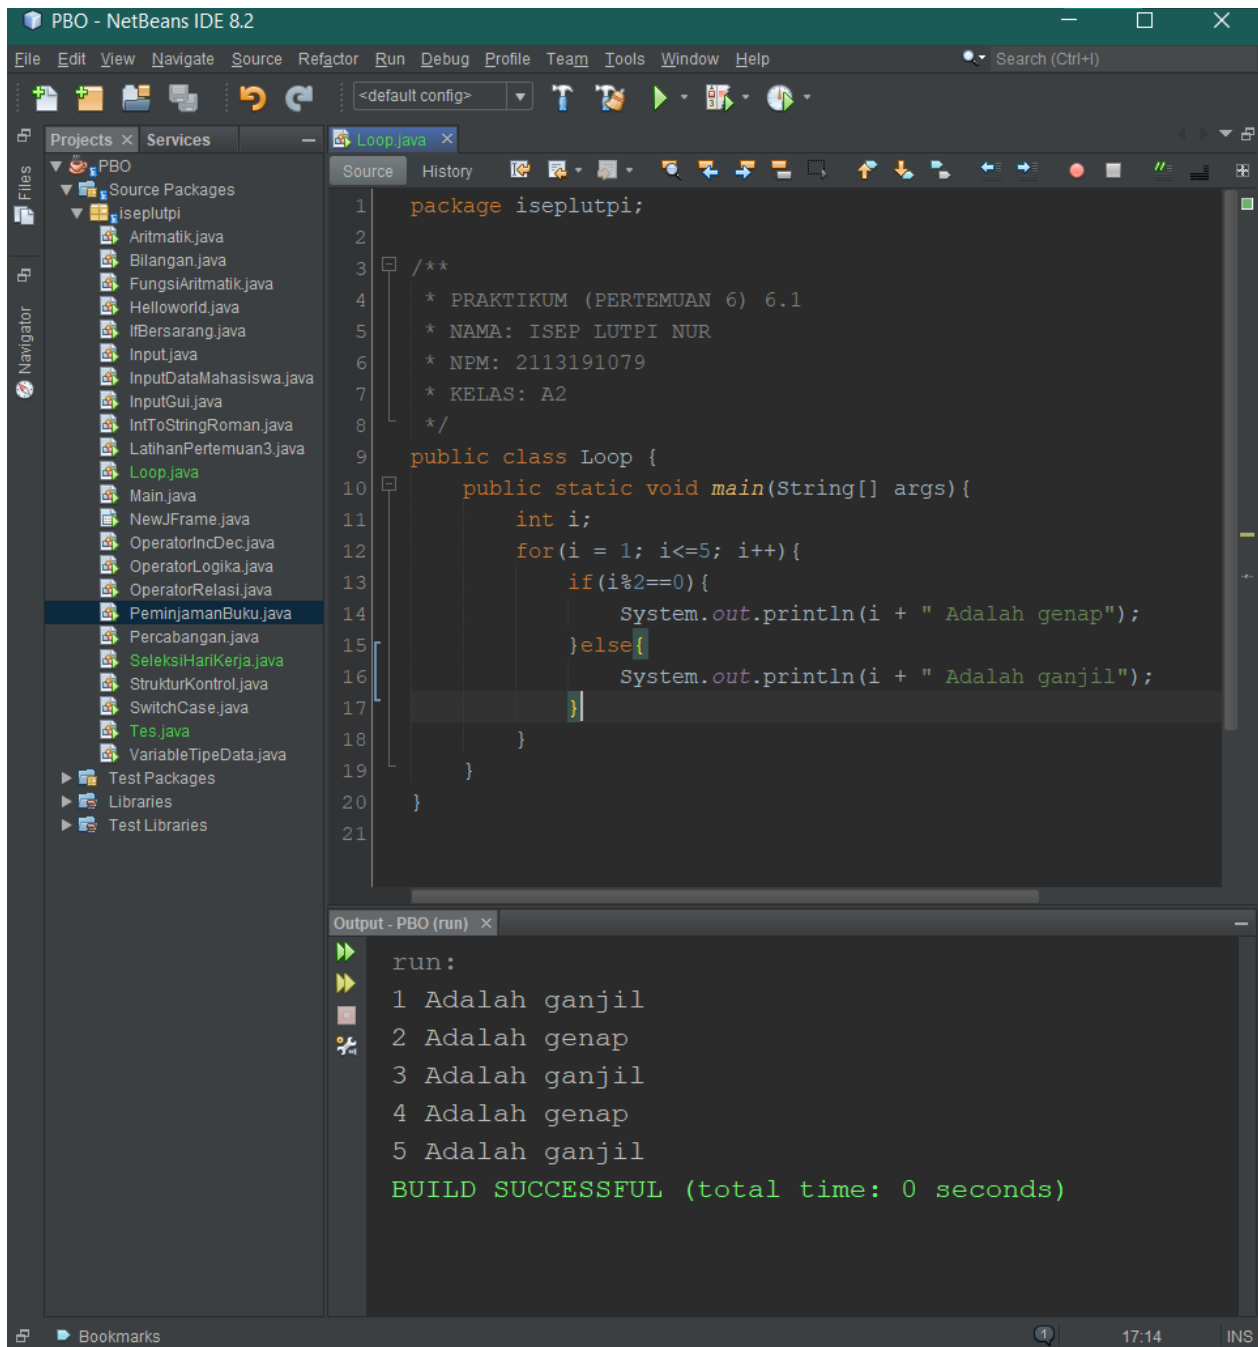 PBO - NetBeans IDE 8.2
File Edit View Navigate Source Refactor Run Debug Profile Team Tools Window Help
Search (Ctrl+I)
<default config>
Projects Services
Files
Navigator
PBO
Source Packages
iseplutpi
Aritmatik.java
Bilangan.java
FungsiAritmatik.java
Helloworld.java
IfBersarang.java
Input.java
InputDataMahasiswa.java
InputGui.java
IntToStringRoman.java
LatihanPertemuan3.java
Loop.java
Main.java
NewJFrame.java
OperatorIncDec.java
OperatorLogika.java
OperatorRelasi.java
PeminjamanBuku.java
Percabangan.java
SeleksiHariKerja.java
StrukturKontrol.java
SwitchCase.java
Tes.java
VariableTipeData.java
Test Packages
Libraries
Test Libraries
Loop.java
Source History
1 package iseplutpi;
2
3 /**
4 * PRAKTIKUM (PERTEMUAN 6) 6.1
5 * NAMA: ISEP LUTPI NUR
6 * NPM: 2113191079
7 * KELAS: A2
8 */
9 public class Loop {
10 public static void main(String[] args){
11 int i;
12 for(i = 1; i<=5; i++){
13 if(i%2==0){
14 System.out.println(i + " Adalah genap");
15 }else{
16 System.out.println(i + " Adalah ganjil");
17 }
18 }
19 }
20 }
21
Output - PBO (run)
run:
1 Adalah ganjil
2 Adalah genap
3 Adalah ganjil
4 Adalah genap
5 Adalah ganjil
BUILD SUCCESSFUL (total time: 0 seconds)
Bookmarks
1 17:14 INS